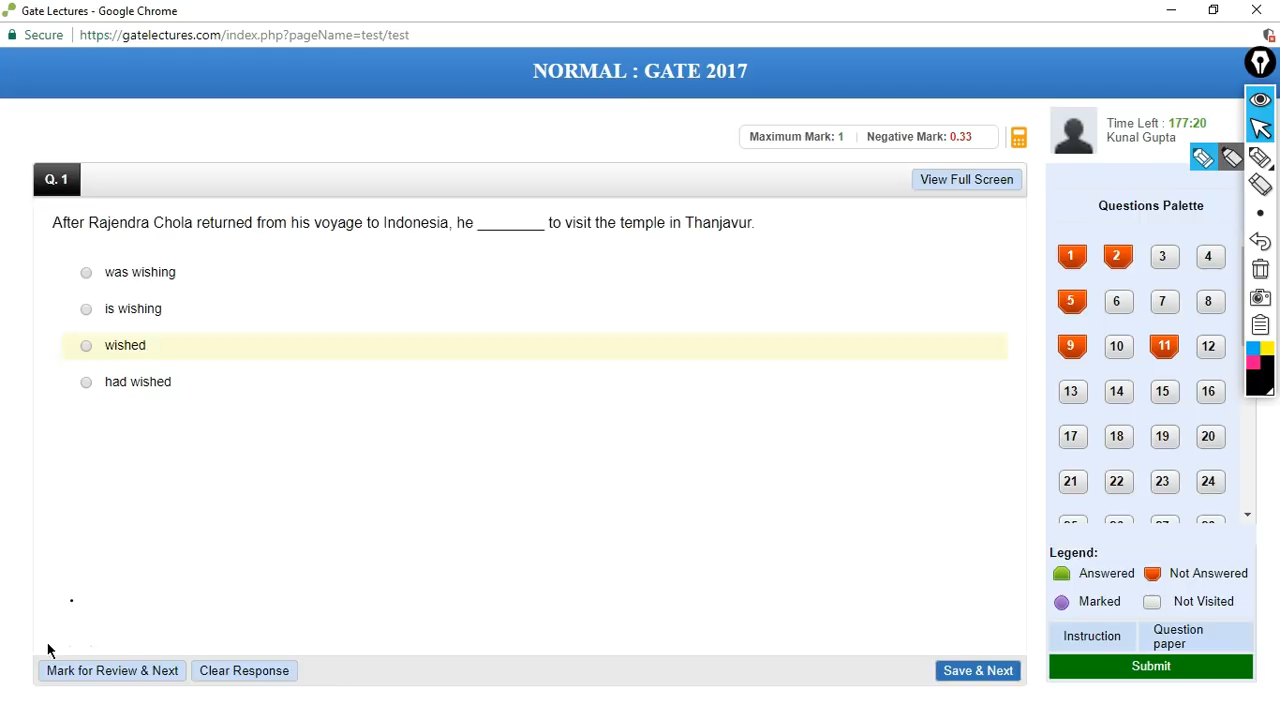 Gate Lectures - Google Chrome
Secure https://gatelectures.com/index.php?pageName=test/test
NORMAL : GATE 2017
Maximum Mark: 1 | Negative Mark: 0.33
Time Left : 177:20
Kunal Gupta
Q. 1
View Full Screen
After Rajendra Chola returned from his voyage to Indonesia, he ________ to visit the temple in Thanjavur.
was wishing
is wishing
wished
had wished
Questions Palette
1 2 3 4
5 6 7 8
9 10 11 12
13 14 15 16
17 18 19 20
21 22 23 24
Legend:
Answered Not Answered
Marked Not Visited
Instruction Question paper
Submit
Mark for Review & Next Clear Response Save & Next